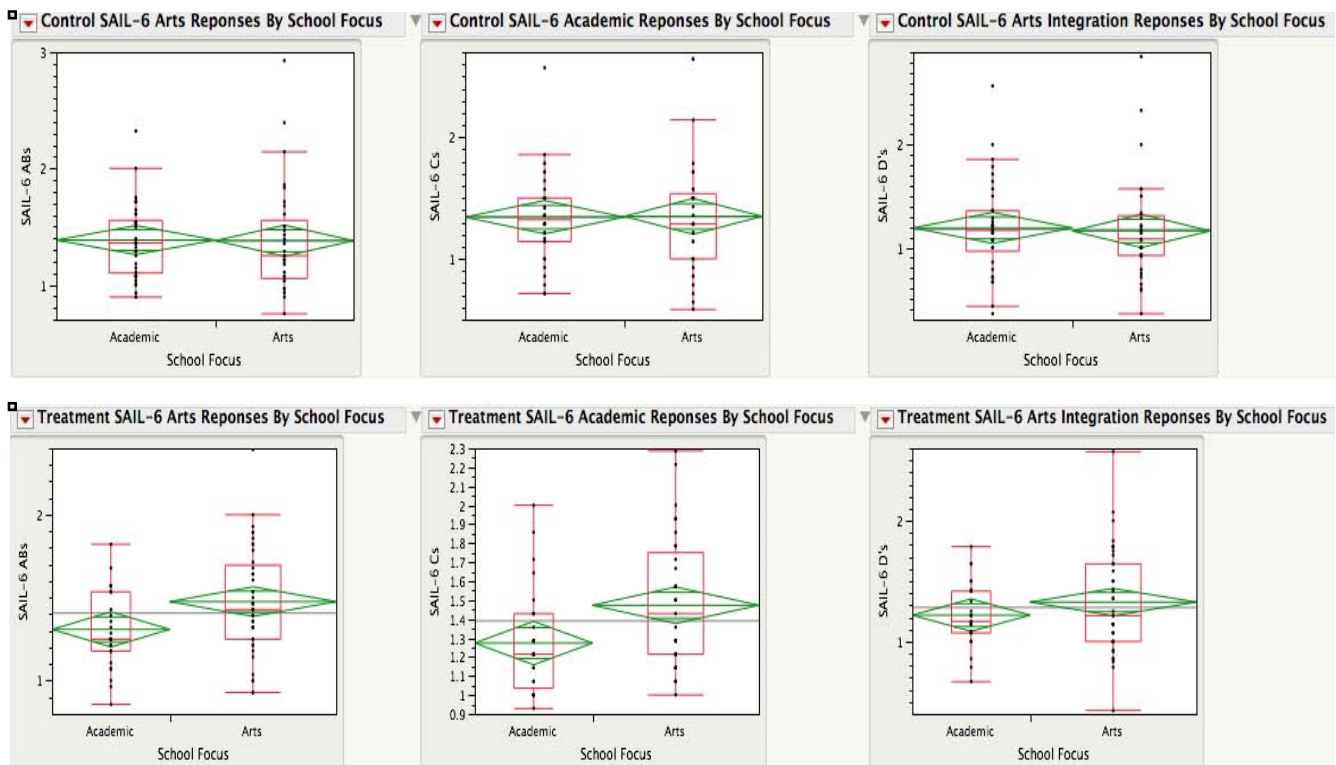 Control SAIL-6 Arts Reponses By School Focus
3
2
1
SAIL-6 ABs
Academic Arts
School Focus
Control SAIL-6 Academic Reponses By School Focus
2
1
SAIL-6 Cs
Academic Arts
School Focus
Control SAIL-6 Arts Integration Reponses By School Focus
2
1
SAIL-6 D's
Academic Arts
School Focus
Treatment SAIL-6 Arts Reponses By School Focus
2
1
SAIL-6 ABs
Academic Arts
School Focus
Treatment SAIL-6 Academic Reponses By School Focus
2.3
2.2
2.1
2
1.9
1.8
1.7
1.6
1.5
1.4
1.3
1.2
1.1
1
0.9
SAIL-6 Cs
Academic Arts
School Focus
Treatment SAIL-6 Arts Integration Reponses By School Focus
2
1
SAIL-6 D's
Academic Arts
School Focus